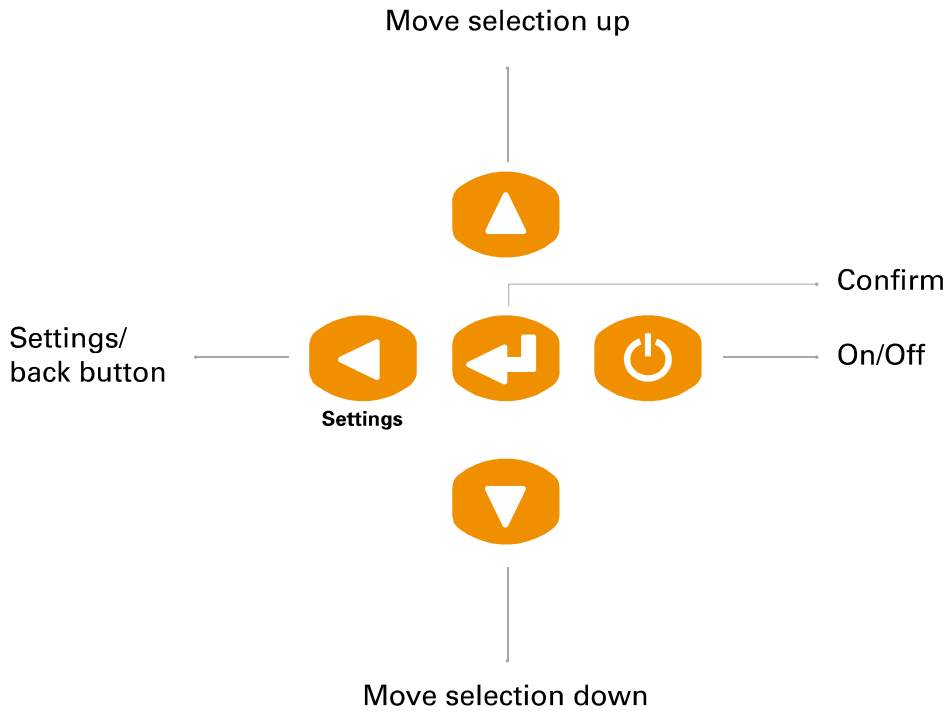 Move selection up
Confirm
Settings/
back button
On/Off
Settings
Move selection down